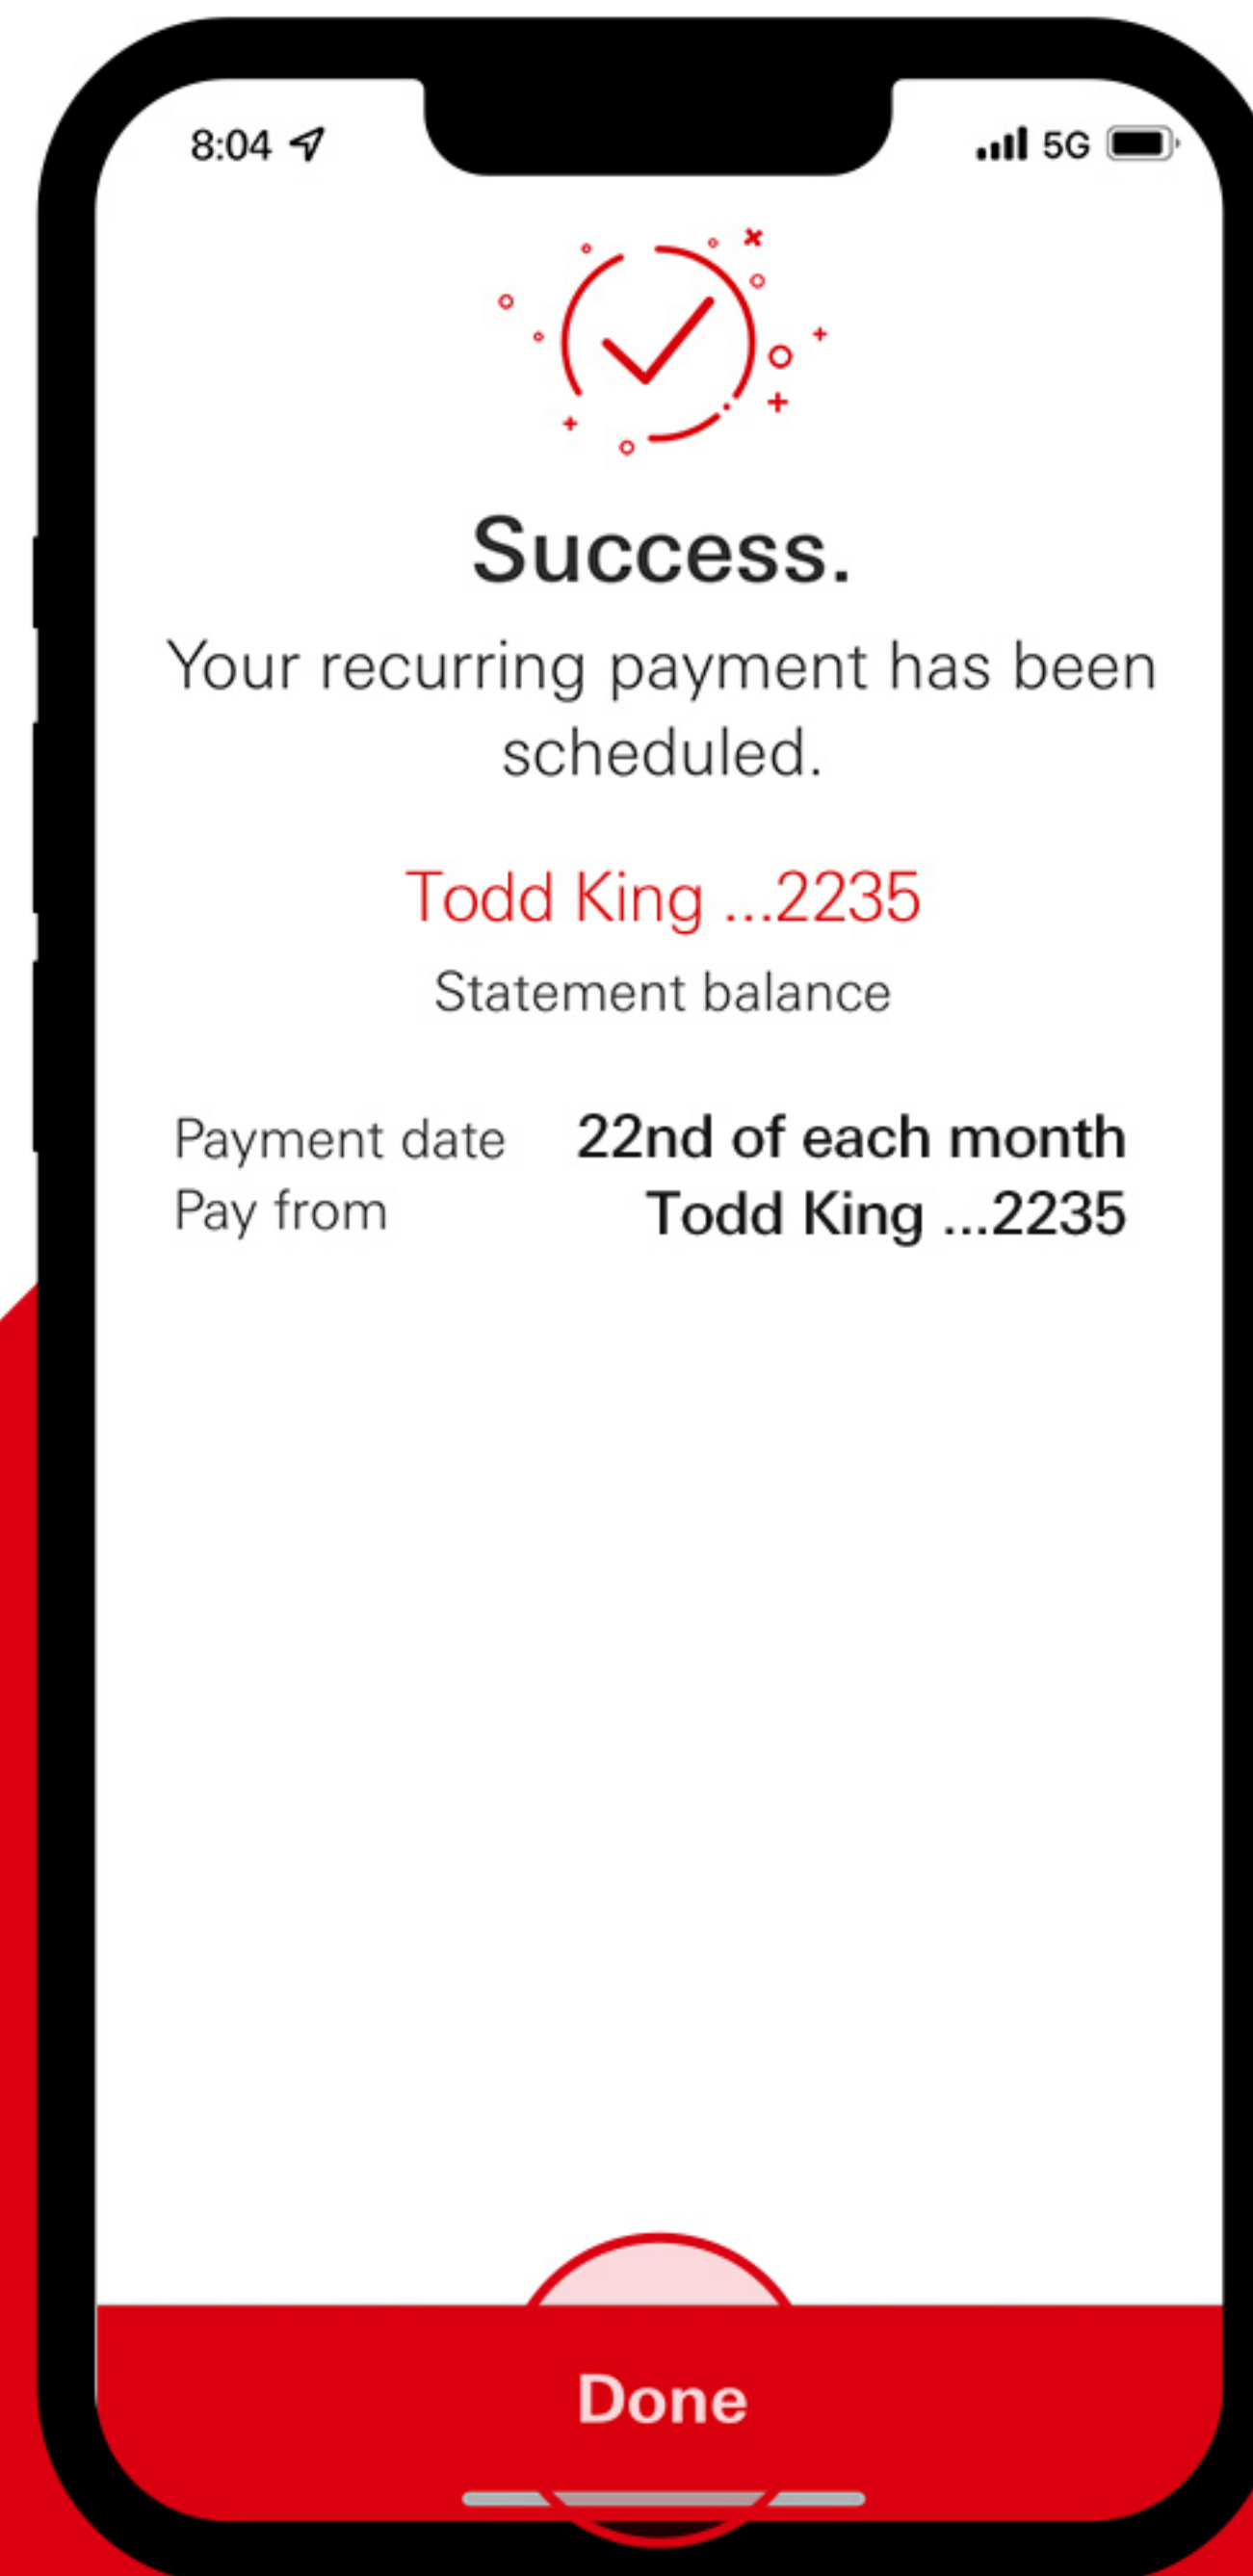 8:04
5G
Success.
Your recurring payment has been
scheduled.
Todd King ...2235
Statement balance
Payment date 22nd of each month
Pay from Todd King ...2235
Done